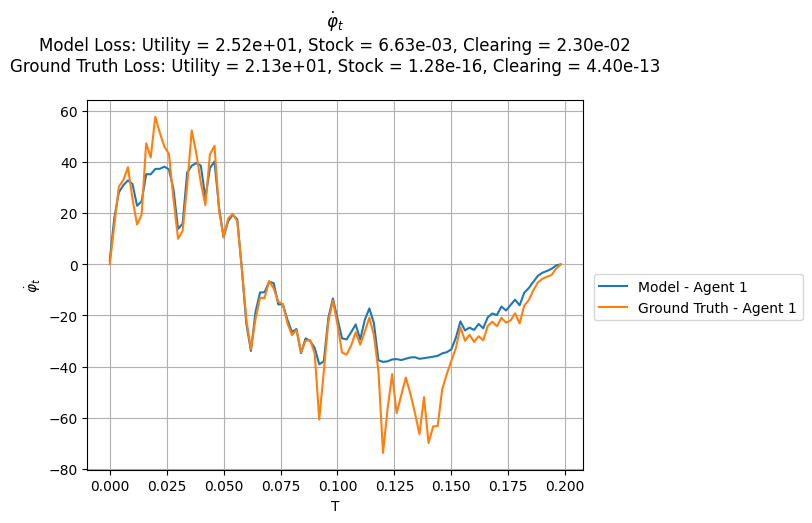 φ̇ₜ
Model Loss: Utility = 2.52e+01, Stock = 6.63e-03, Clearing = 2.30e-02
Ground Truth Loss: Utility = 2.13e+01, Stock = 1.28e-16, Clearing = 4.40e-13
60
40
20
0
−20
−40
−60
−80
φ̇ₜ
0.000 0.025 0.050 0.075 0.100 0.125 0.150 0.175 0.200
T
Model - Agent 1
Ground Truth - Agent 1